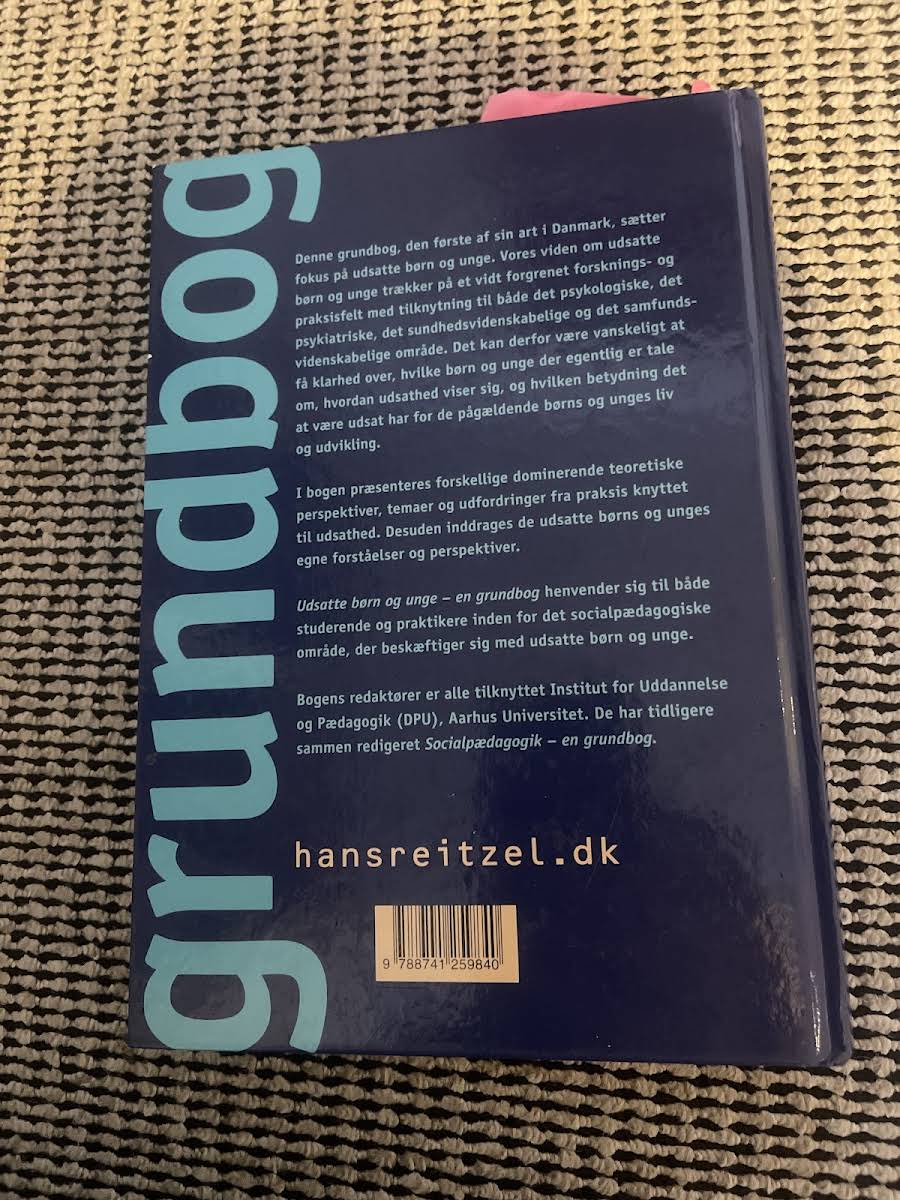 grundbog
Denne grundbog, den første af sin art i Danmark, sætter
fokus på udsatte børn og unge. Vores viden om udsatte
børn og unge trækker på et vidt forgrenet forsknings- og
praksisfelt med tilknytning til både det psykologiske, det
psykiatriske, det sundhedsvidenskabelige og det samfunds-
videnskabelige område. Det kan derfor være vanskeligt at
få klarhed over, hvilke børn og unge der egentlig er tale
om, hvordan udsathed viser sig, og hvilken betydning det
at være udsat har for de pågældende børns og unges liv
og udvikling.
I bogen præsenteres forskellige dominerende teoretiske
perspektiver, temaer og udfordringer fra praksis knyttet
til udsathed. Desuden inddrages de udsatte børns og unges
egne forståelser og perspektiver.
Udsatte børn og unge – en grundbog henvender sig til både
studerende og praktikere inden for det socialpædagogiske
område, der beskæftiger sig med udsatte børn og unge.
Bogens redaktører er alle tilknyttet Institut for Uddannelse
og Pædagogik (DPU), Aarhus Universitet. De har tidligere
sammen redigeret Socialpædagogik – en grundbog.
hansreitzel.dk
9 788741 259840